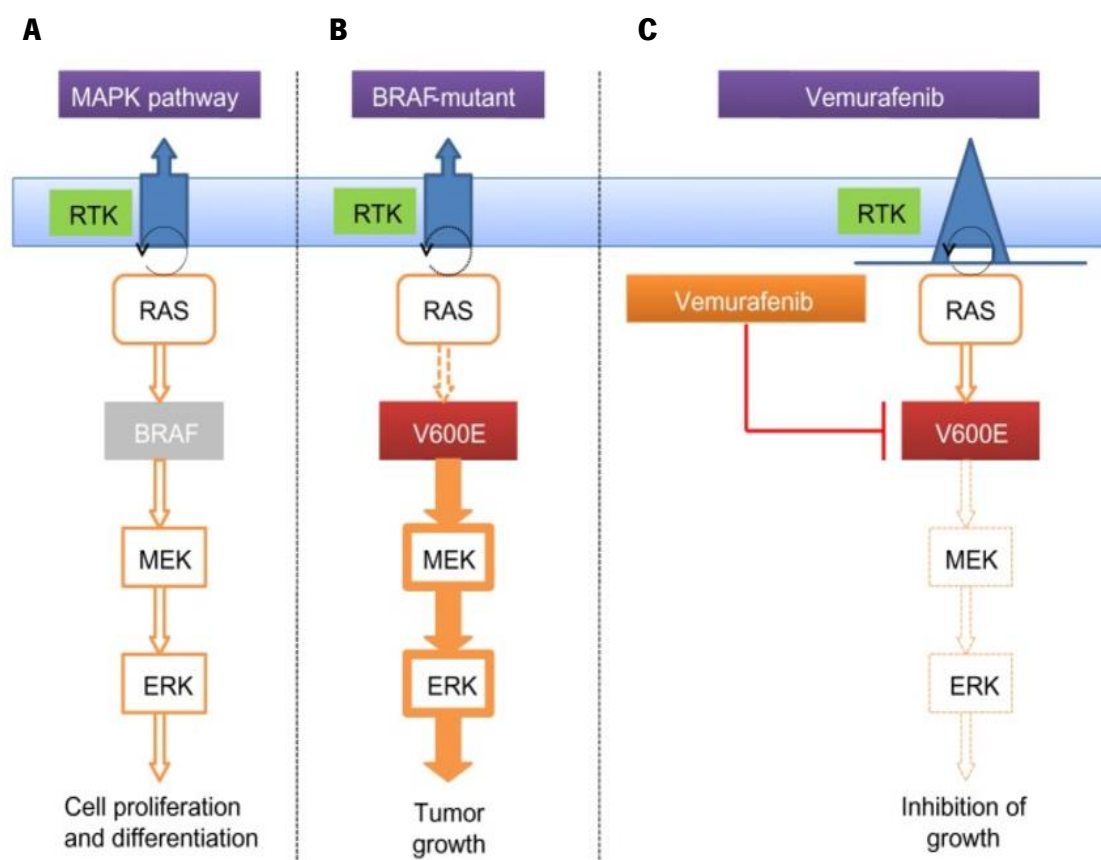 A
B
C
MAPK pathway
BRAF-mutant
Vemurafenib
RTK
RTK
RTK
RAS
RAS
Vemurafenib
RAS
BRAF
V600E
V600E
MEK
MEK
MEK
ERK
ERK
ERK
Cell proliferation
and differentiation
Tumor
growth
Inhibition of
growth